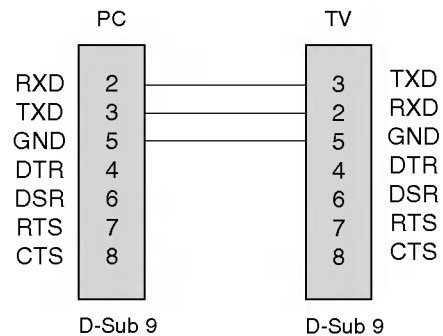 PC TV
RXD 2 3 TXD
TXD 3 2 RXD
GND 5 5 GND
DTR 4 4 DTR
DSR 6 6 DSR
RTS 7 7 RTS
CTS 8 8 CTS
D-Sub 9 D-Sub 9